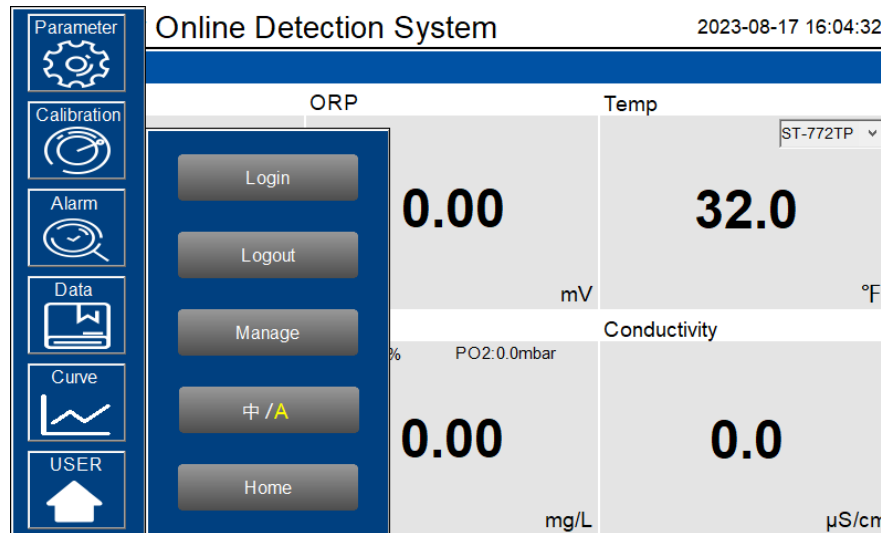 Parameter
Online Detection System
2023-08-17 16:04:32
Calibration
Alarm
Data
Curve
USER
Login
Logout
Manage
中/A
Home
ORP
0.00
mV
Temp
ST-772TP
32.0
°F
%
PO2:0.0mbar
0.00
mg/L
Conductivity
0.0
µS/cm